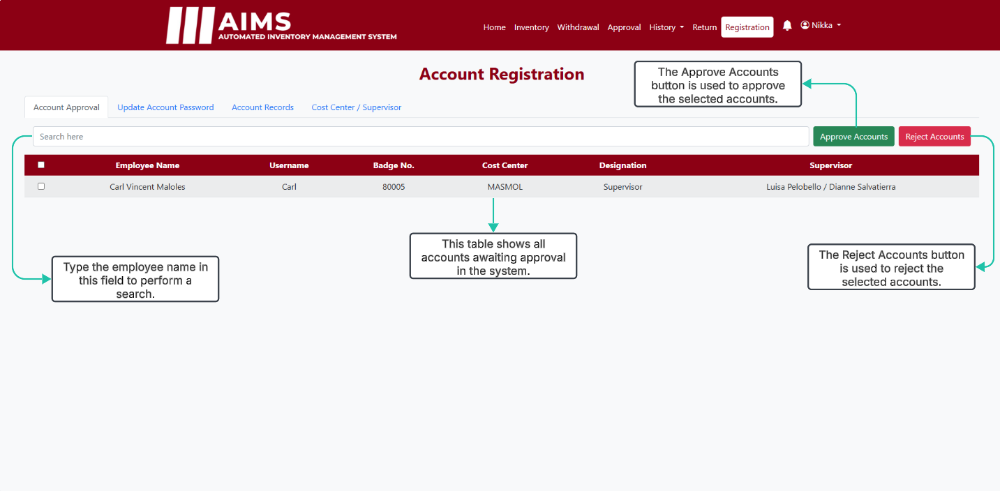 AIMS
AUTOMATED INVENTORY MANAGEMENT SYSTEM
Home Inventory Withdrawal Approval History Return Registration Nikka
Account Registration
The Approve Accounts
button is used to approve
the selected accounts.
Account Approval Update Account Password Account Records Cost Center / Supervisor
Search here Approve Accounts Reject Accounts
Employee Name Username Badge No. Cost Center Designation Supervisor
Carl Vincent Maloles Carl 80005 MASMOL Supervisor Luisa Pelobello / Dianne Salvatierra
This table shows all
accounts awaiting approval
in the system.
The Reject Accounts button
is used to reject the
selected accounts.
Type the employee name in
this field to perform a
search.